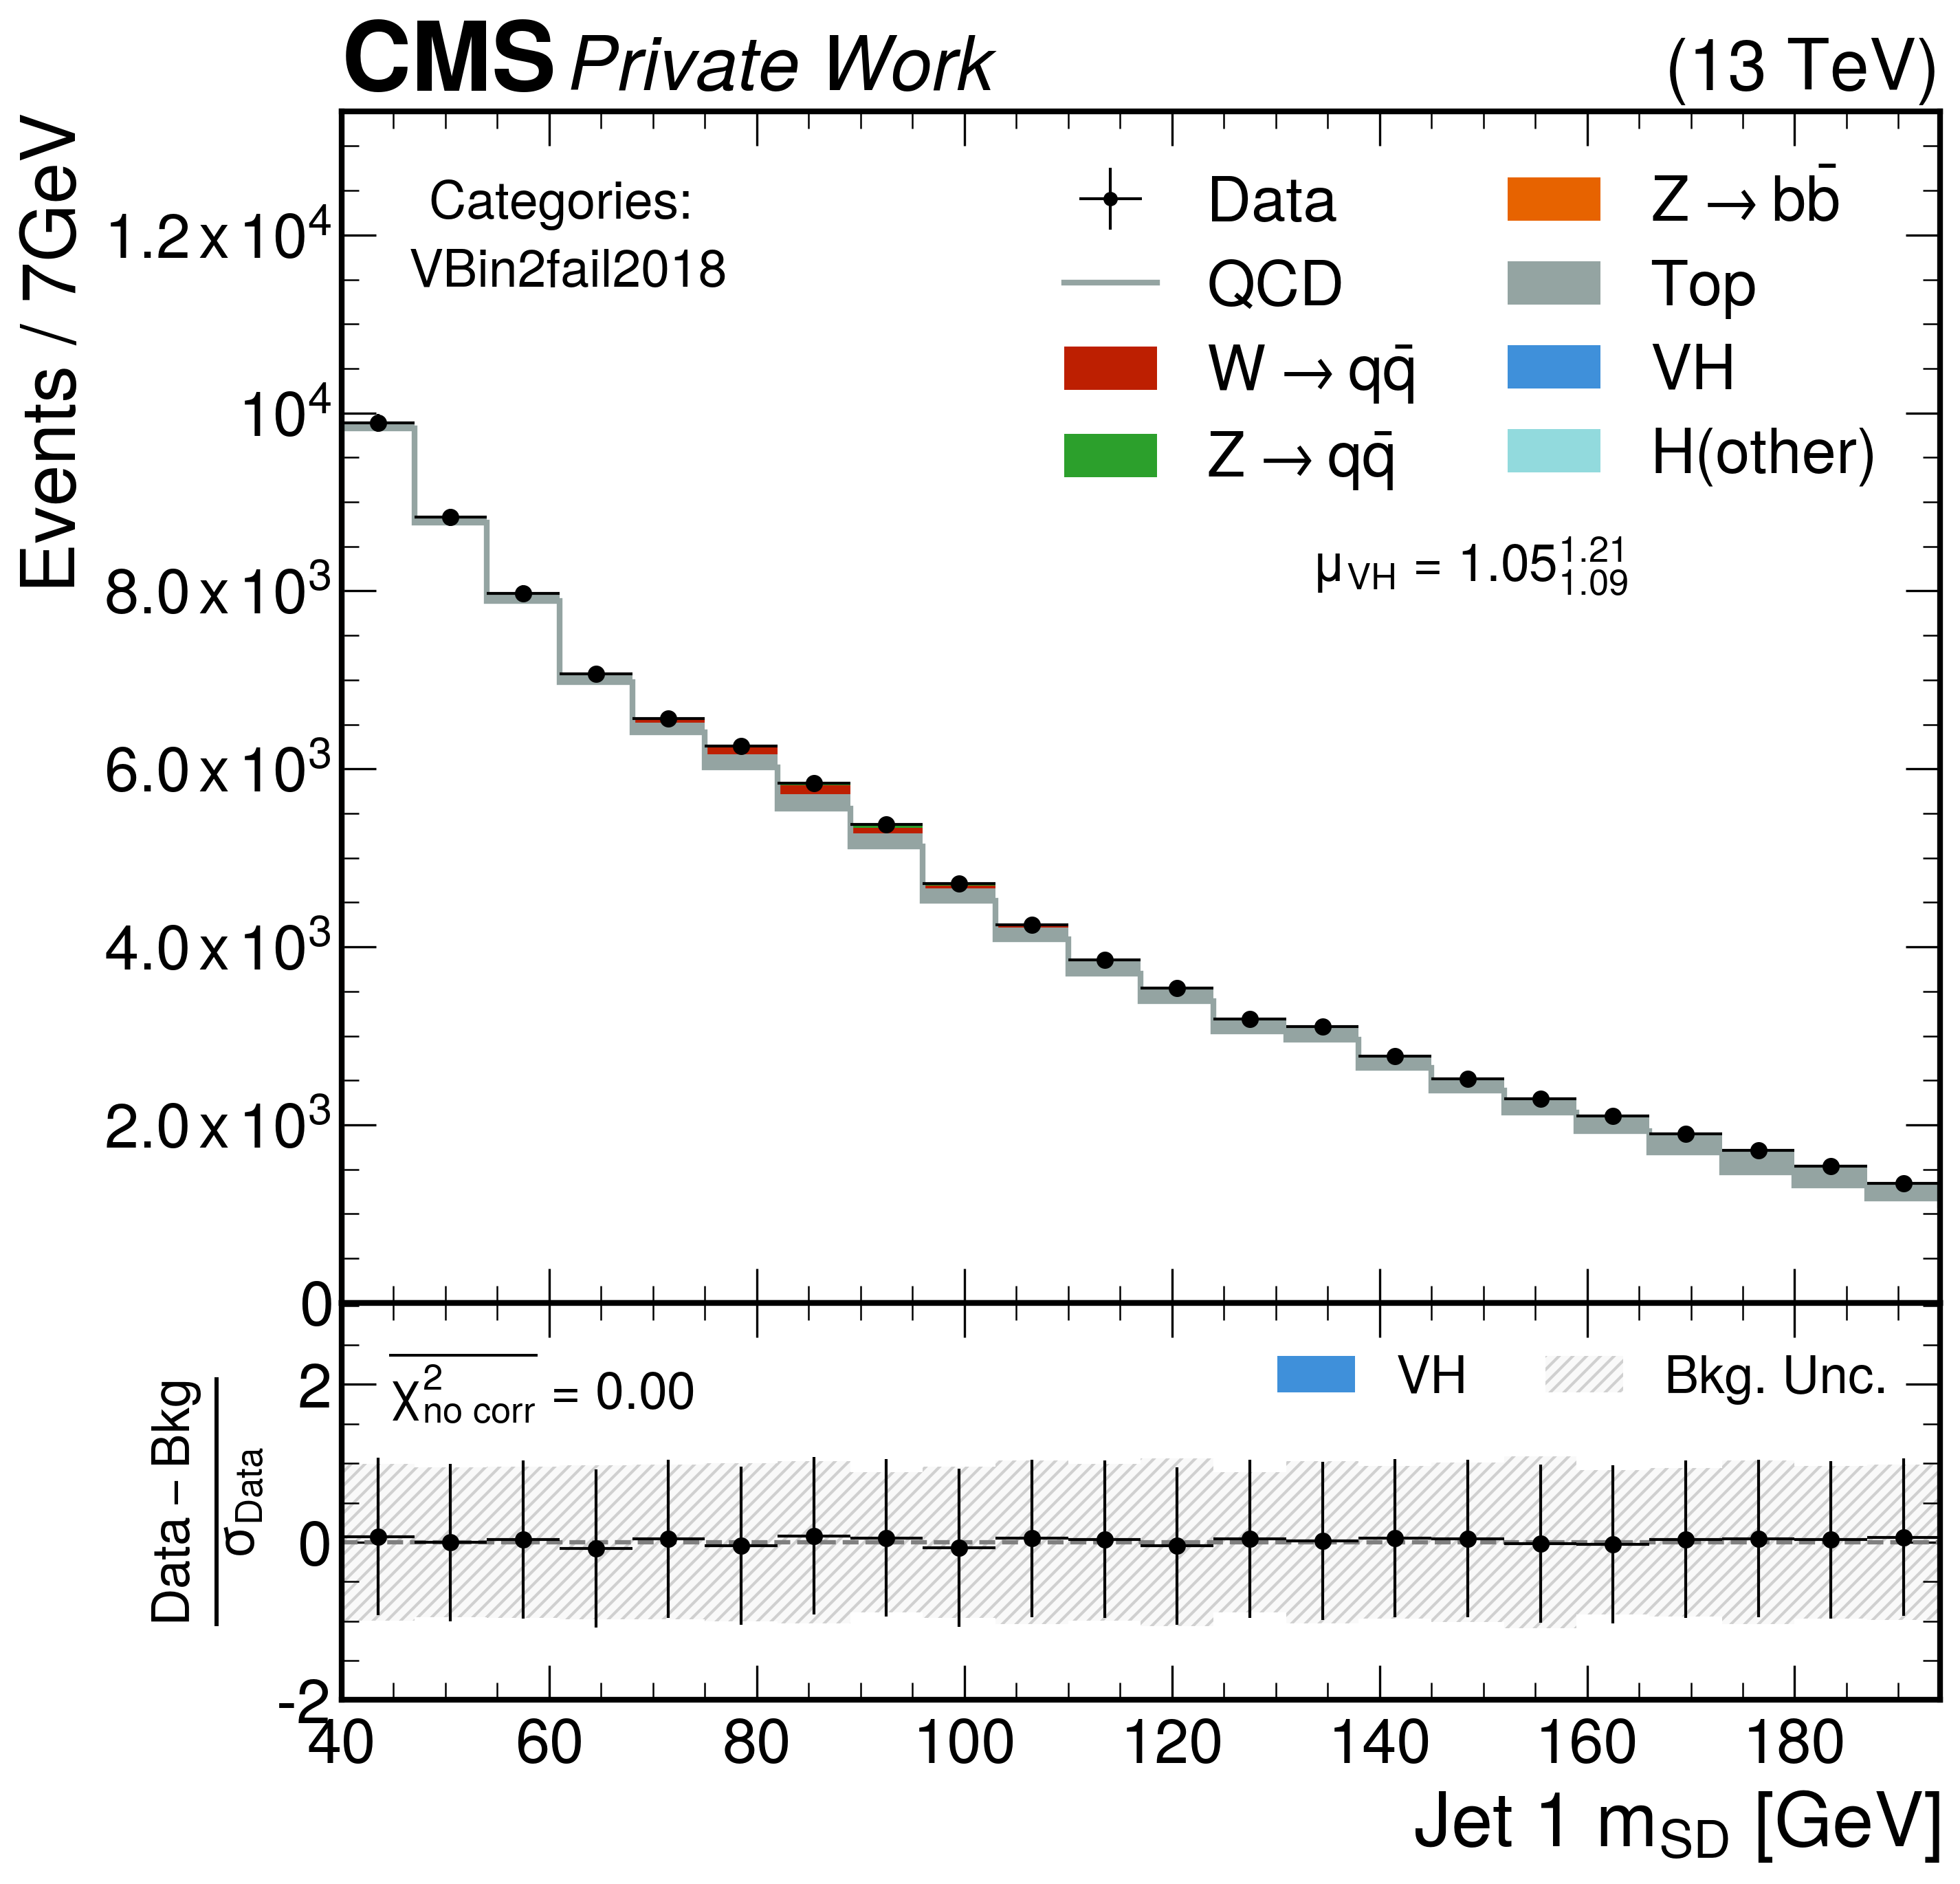 CMS Private Work (13 TeV)
Events / 7GeV
Categories:
VBin2fail2018
Data
QCD
W → qq̄
Z → qq̄
Z → bb̄
Top
VH
H(other)
μ_VH = 1.05^1.21_1.09
1.2 x 10^4
10^4
8.0 x 10^3
6.0 x 10^3
4.0 x 10^3
2.0 x 10^3
0
Data – Bkg
σ_Data
χ^2_no corr = 0.00
VH
Bkg. Unc.
2
0
-2
40 60 80 100 120 140 160 180
Jet 1 m_SD [GeV]